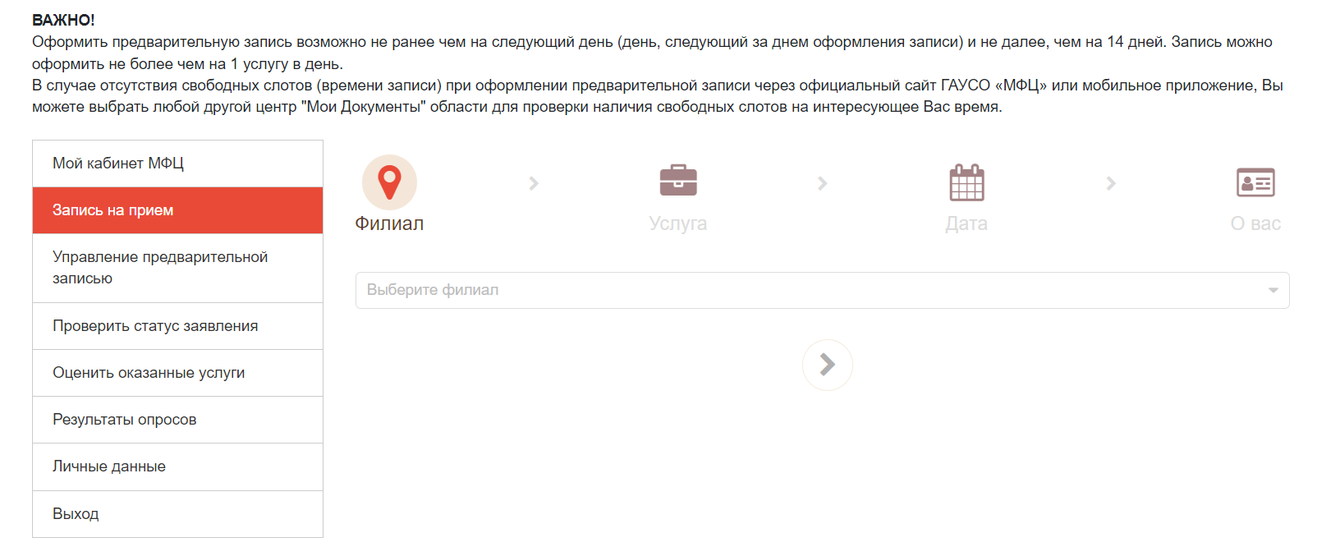 ВАЖНО!
Оформить предварительную запись возможно не ранее чем на следующий день (день, следующий за днем оформления записи) и не далее, чем на 14 дней. Запись можно
оформить не более чем на 1 услугу в день.
В случае отсутствия свободных слотов (времени записи) при оформлении предварительной записи через официальный сайт ГАУСО «МФЦ» или мобильное приложение, Вы
можете выбрать любой другой центр "Мои Документы" области для проверки наличия свободных слотов на интересующее Вас время.
Мой кабинет МФЦ
Запись на прием
Управление предварительной
записью
Проверить статус заявления
Оценить оказанные услуги
Результаты опросов
Личные данные
Выход
Филиал
Услуга
Дата
О вас
Выберите филиал